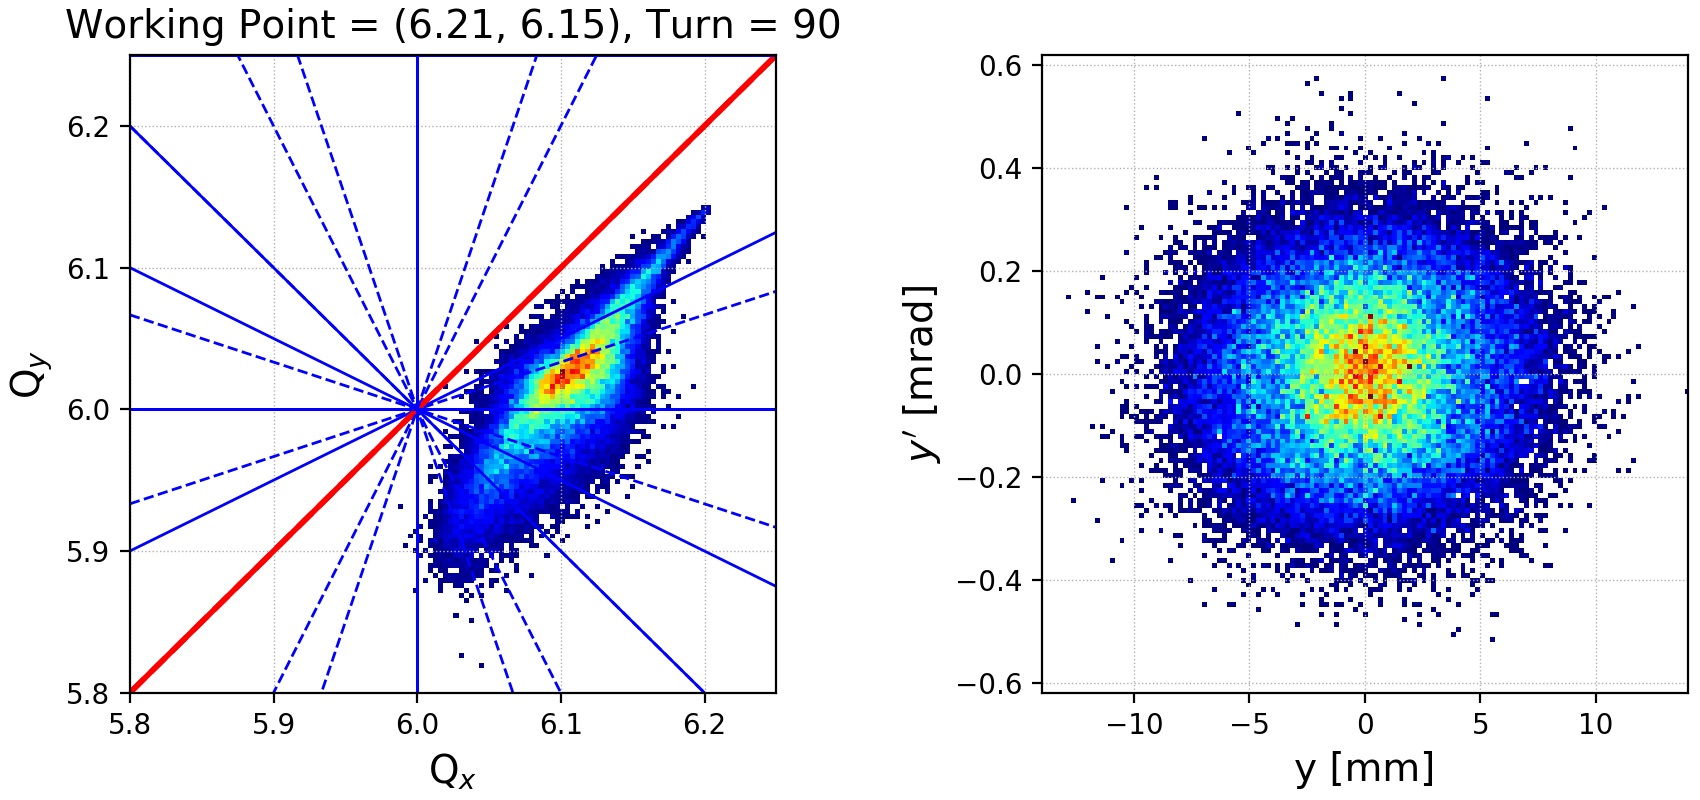 Working Point = (6.21, 6.15), Turn = 90
6.2
6.1
6.0
5.9
5.8
Q_y
5.8 5.9 6.0 6.1 6.2
Q_x
0.6
0.4
0.2
0.0
−0.2
−0.4
−0.6
y′ [mrad]
−10 −5 0 5 10
y [mm]